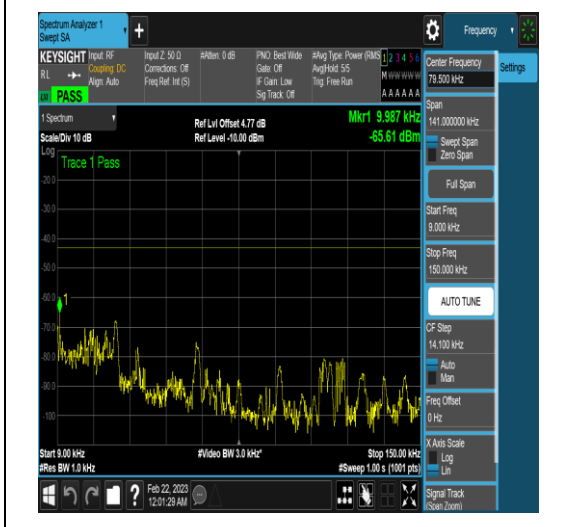 Spectrum Analyzer 1
Swept SA
+
Frequency
KEYSIGHT
RL
Input: RF
Coupling: DC
Align: Auto
Input Z: 50 Ω
Corrections: Off
Freq Ref: Int (S)
#Atten: 0 dB
PNO: Best Wide
Gate: Off
IF Gain: Low
Sig Track: Off
#Avg Type: Power (RMS
Avg|Hold: 5/5
Trig: Free Run
1 2 3 4 5 6
M W W W W W
A A A A A A
PASS
1 Spectrum
Scale/Div 10 dB
Ref Lvl Offset 4.77 dB
Ref Level -10.00 dBm
Mkr1 9.987 kHz
-65.61 dBm
Log
Trace 1 Pass
-20.0
-30.0
-40.0
-50.0
-60.0
1
-70.0
-80.0
-90.0
-100
Start 9.00 kHz
#Res BW 1.0 kHz
#Video BW 3.0 kHz*
Stop 150.00 kHz
#Sweep 1.00 s (1001 pts)
?
Feb 22, 2023
12:01:29 AM
Center Frequency
79.500 kHz
Settings
Span
141.000000 kHz
Swept Span
Zero Span
Full Span
Start Freq
9.000 kHz
Stop Freq
150.000 kHz
AUTO TUNE
CF Step
14.100 kHz
Auto
Man
Freq Offset
0 Hz
X Axis Scale
Log
Lin
Signal Track
(Span Zoom)